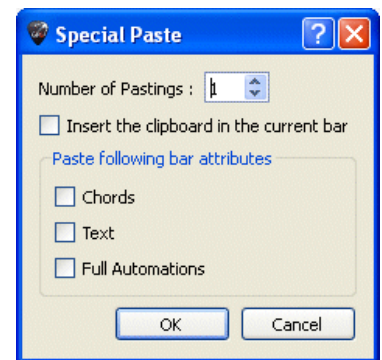 Special Paste
Number of Pastings : 1
Insert the clipboard in the current bar
Paste following bar attributes
Chords
Text
Full Automations
OK Cancel